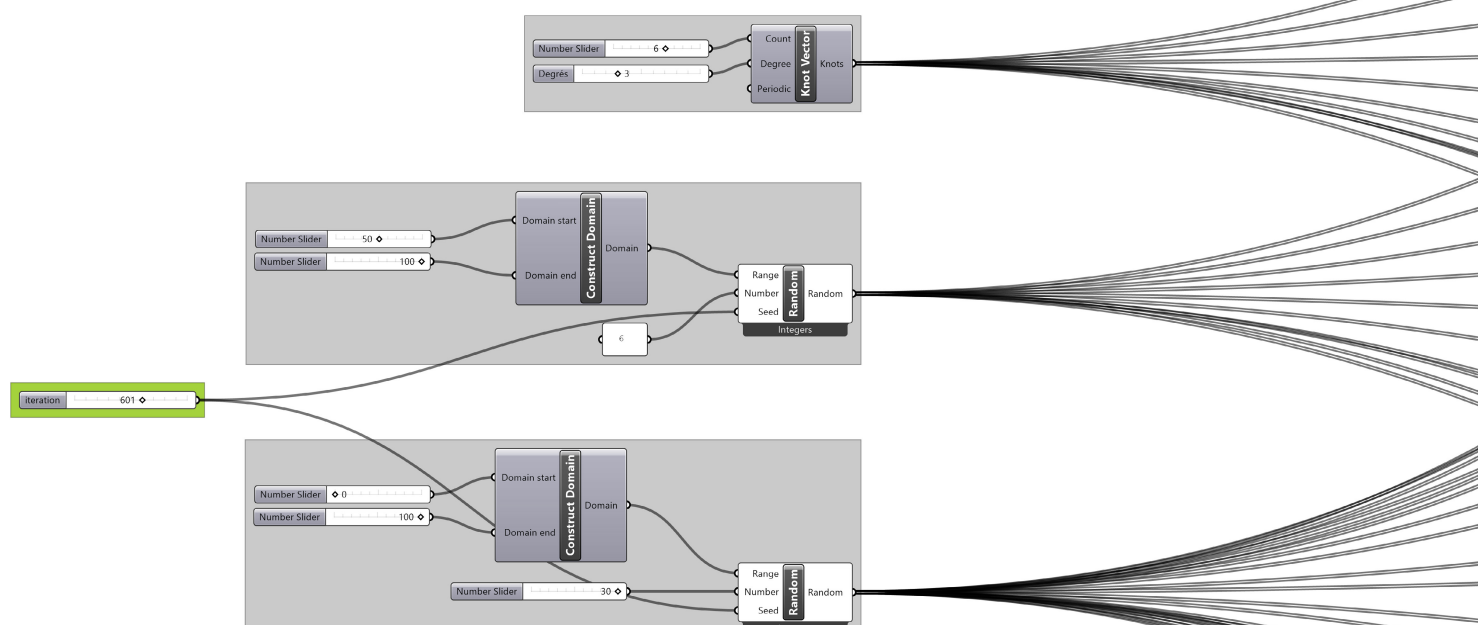 Number Slider 6
Degrés 3
Count
Degree
Periodic
Knot Vector
Knots
Number Slider 50
Number Slider 100
Domain start
Domain end
Construct Domain
Domain
6
Range
Number
Seed
Random
Random
Integers
iteration 601
Number Slider 0
Number Slider 100
Domain start
Domain end
Construct Domain
Domain
Number Slider 30
Range
Number
Seed
Random
Random